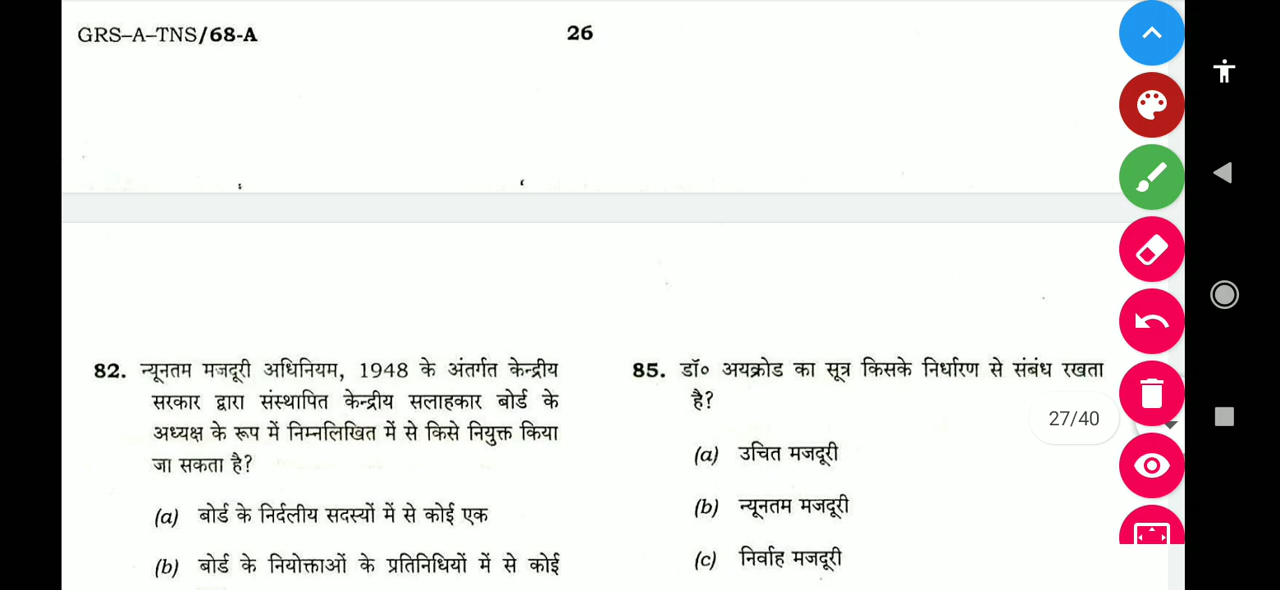 GRS–A–TNS/68-A
26
82. न्यूनतम मजदूरी अधिनियम, 1948 के अंतर्गत केन्द्रीय
सरकार द्वारा संस्थापित केन्द्रीय सलाहकार बोर्ड के
अध्यक्ष के रूप में निम्नलिखित में से किसे नियुक्त किया
जा सकता है?
(a) बोर्ड के निर्दलीय सदस्यों में से कोई एक
(b) बोर्ड के नियोक्ताओं के प्रतिनिधियों में से कोई
85. डॉ० अयक्रोड का सूत्र किसके निर्धारण से संबंध रखता
है?
(a) उचित मजदूरी
(b) न्यूनतम मजदूरी
(c) निर्वाह मजदूरी
27/40